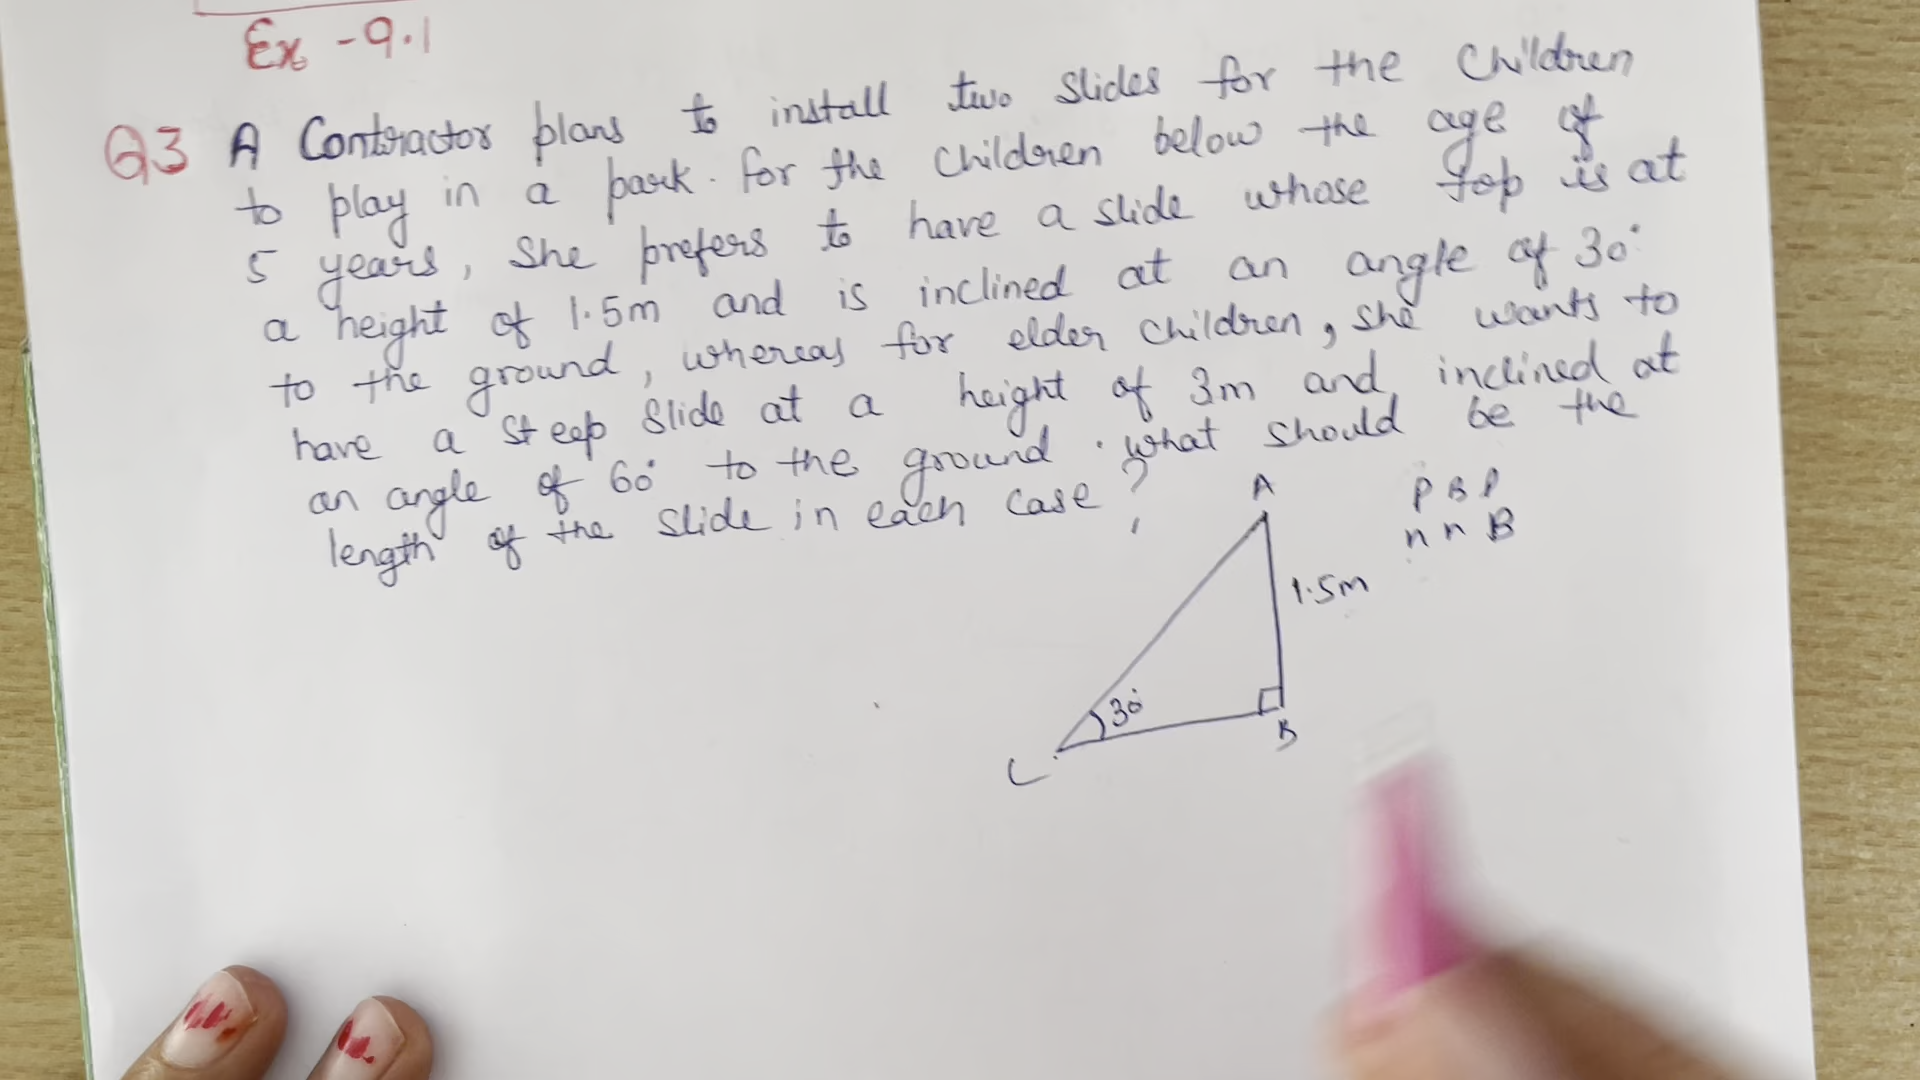 Ex - 9.1
Q3 A Contractor plans to install two slides for the children
to play in a park. for the children below the age of
5 years, She prefers to have a slide whose top is at
a height of 1.5m and is inclined at an angle of 30°
to the ground, whereas for elder children, she wants to
have a steep slide at a height of 3m and inclined at
an angle of 60° to the ground. what should be the
length of the slide in each case?
A
P B P
n n B
1.5m
30°
B
C